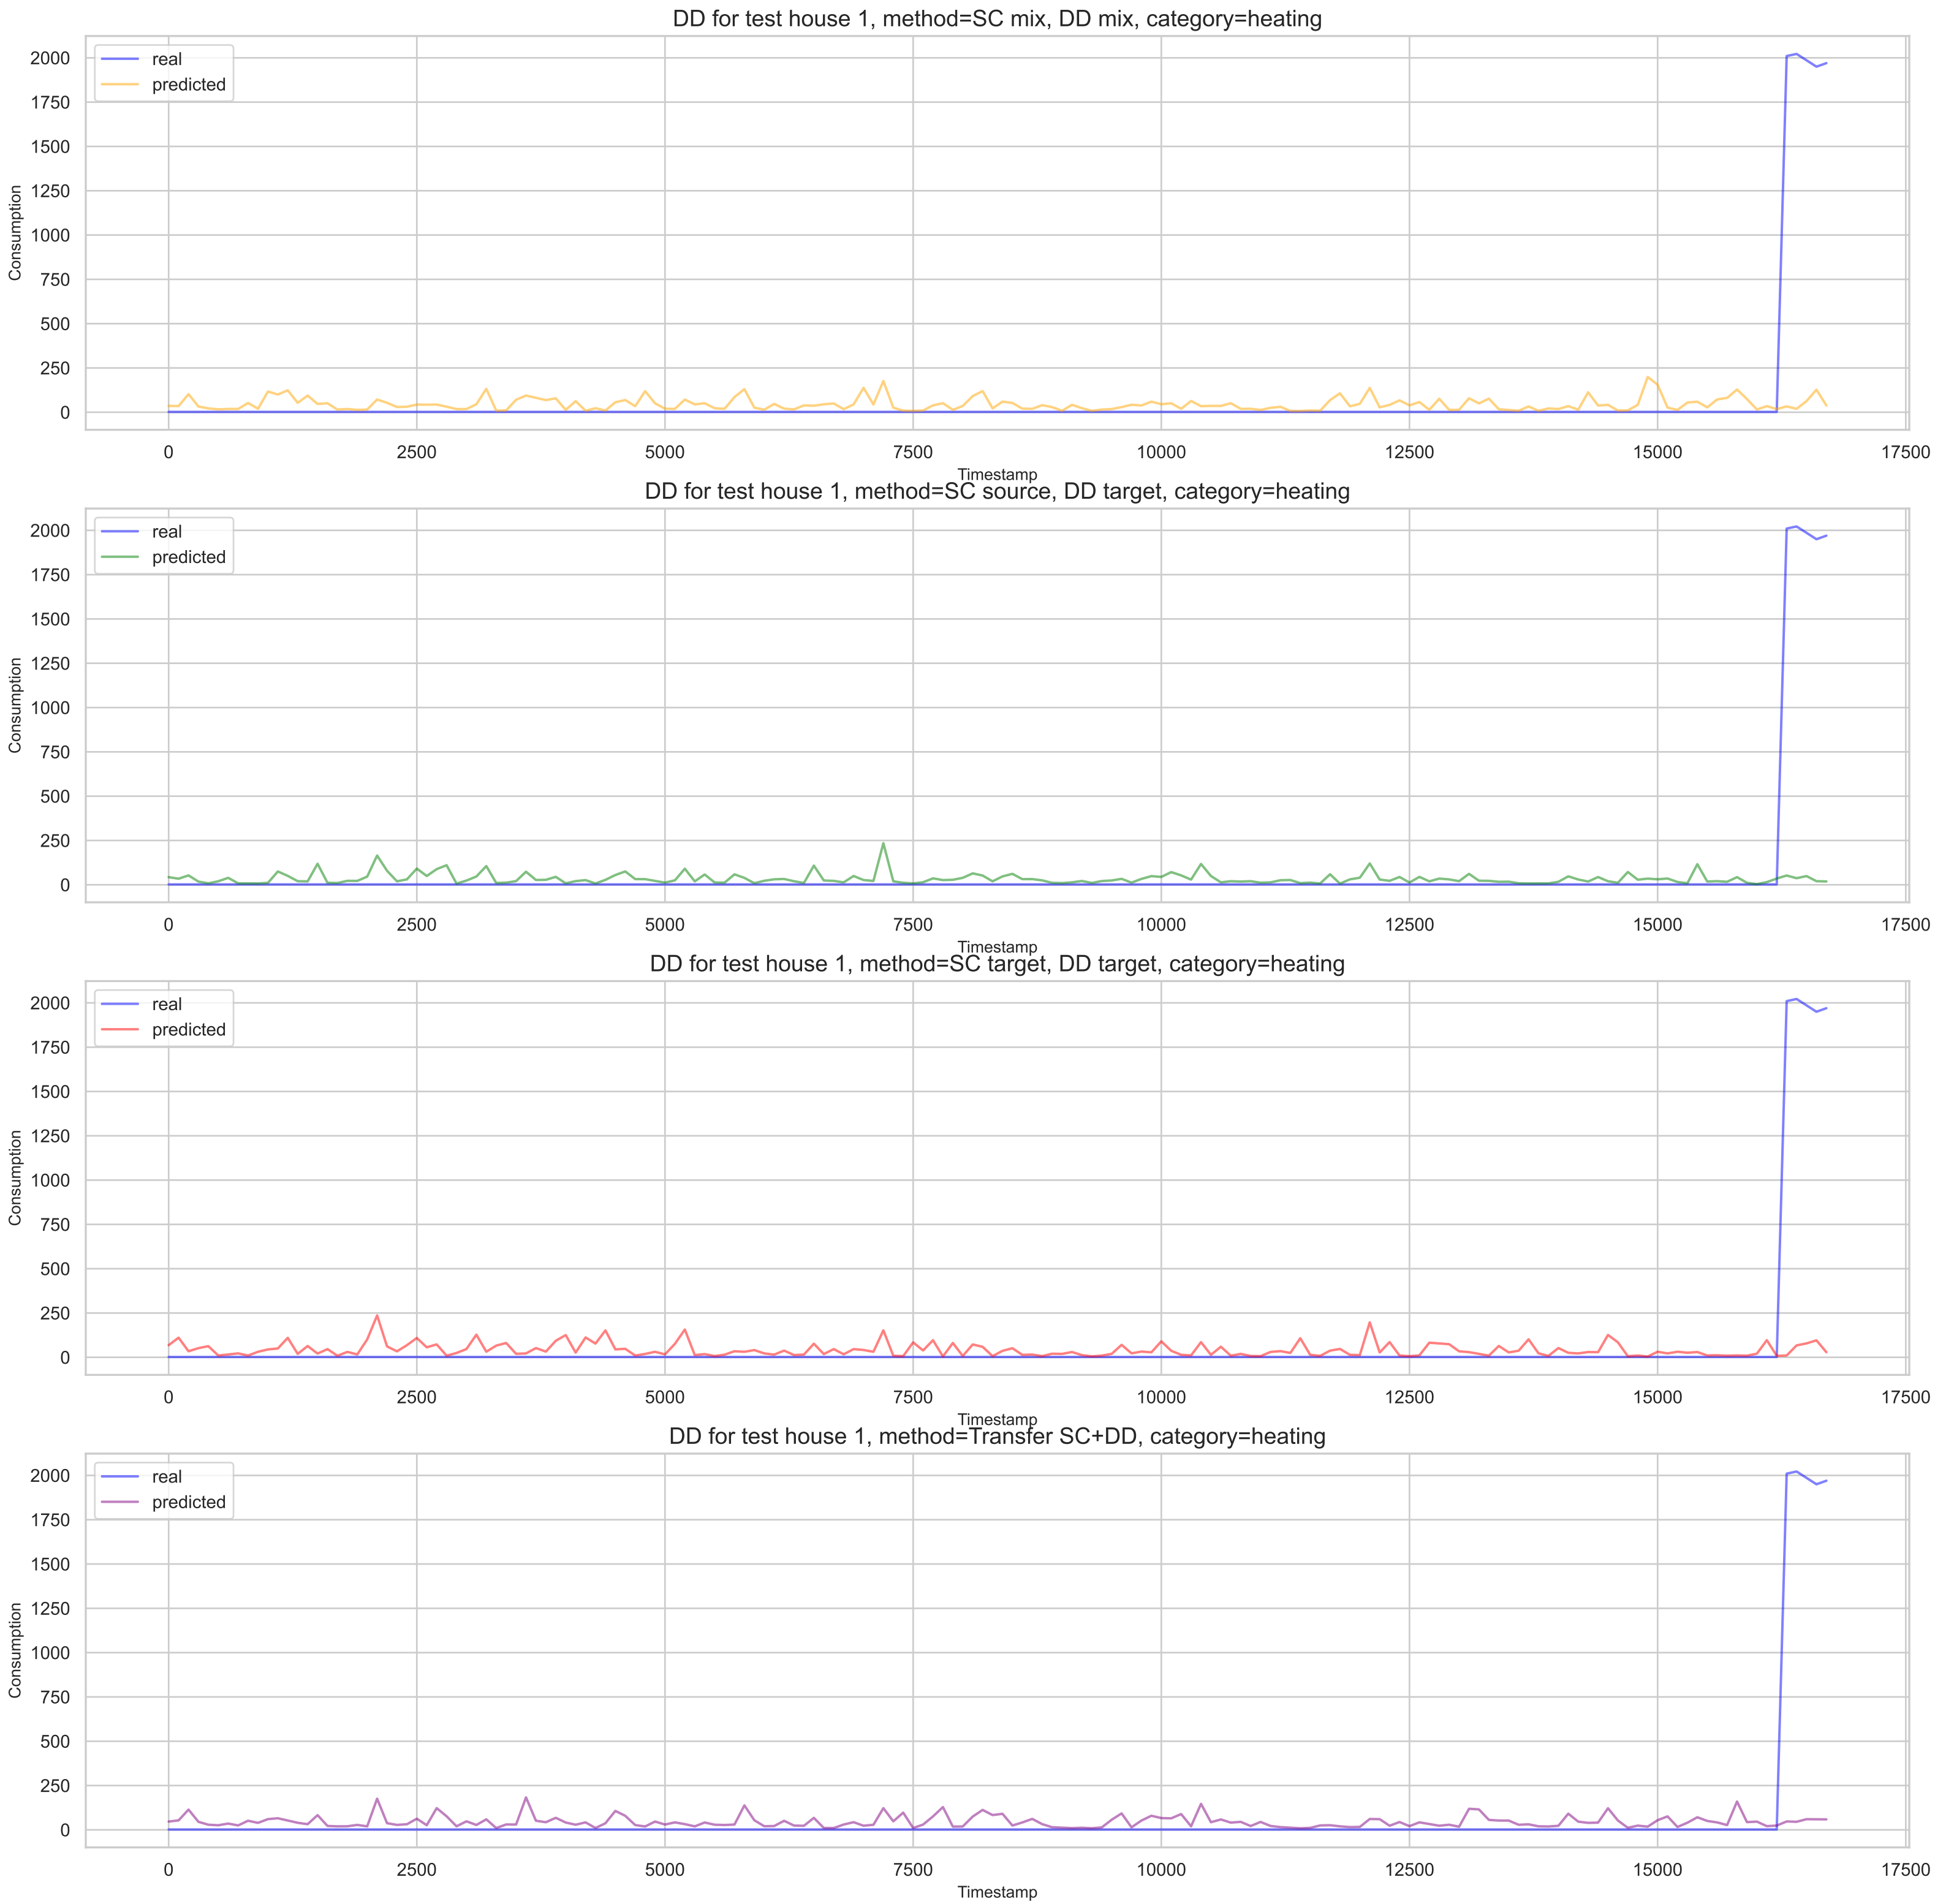 DD for test house 1, method=SC mix, DD mix, category=heating
real
predicted
2000
1750
1500
1250
1000
750
500
250
0
Consumption
0 2500 5000 7500 10000 12500 15000 17500
Timestamp
DD for test house 1, method=SC source, DD target, category=heating
real
predicted
2000
1750
1500
1250
1000
750
500
250
0
Consumption
0 2500 5000 7500 10000 12500 15000 17500
Timestamp
DD for test house 1, method=SC target, DD target, category=heating
real
predicted
2000
1750
1500
1250
1000
750
500
250
0
Consumption
0 2500 5000 7500 10000 12500 15000 17500
Timestamp
DD for test house 1, method=Transfer SC+DD, category=heating
real
predicted
2000
1750
1500
1250
1000
750
500
250
0
Consumption
0 2500 5000 7500 10000 12500 15000 17500
Timestamp